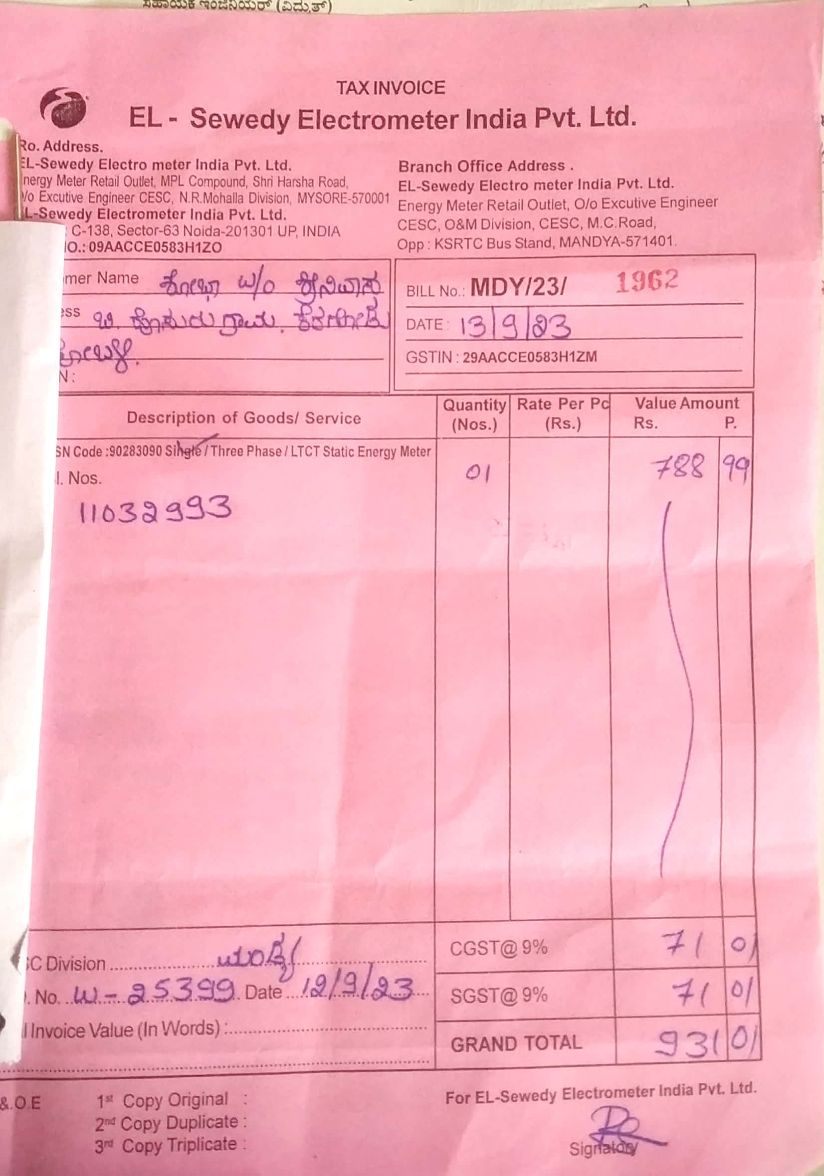 ಸಹಾಯಕ ಇಂಜಿನಿಯರ್ (ವಿದ್ಯುತ್)
TAX INVOICE
EL - Sewedy Electrometer India Pvt. Ltd.
Ro. Address.
EL-Sewedy Electro meter India Pvt. Ltd.
nergy Meter Retail Outlet, MPL Compound, Shri Harsha Road,
/o Excutive Engineer CESC, N.R.Mohalla Division, MYSORE-570001
L-Sewedy Electrometer India Pvt. Ltd.
: C-138, Sector-63 Noida-201301 UP, INDIA
O.: 09AACCE0583H1ZO
Branch Office Address .
EL-Sewedy Electro meter India Pvt. Ltd.
Energy Meter Retail Outlet, O/o Excutive Engineer
CESC, O&M Division, CESC, M.C.Road,
Opp : KSRTC Bus Stand, MANDYA-571401.
mer Name ಶೋಭಾ w/o ಶ್ರೀನಿವಾಸ
ess ಬಿ. ಹೊಸೂರು ಗ್ರಾಮ.
N :
BILL No.: MDY/23/ 1962
DATE : 13/9/23
GSTIN : 29AACCE0583H1ZM
Description of Goods/ Service Quantity (Nos.) Rate Per Pc (Rs.) Value Amount Rs. P.
SN Code :90283090 Single / Three Phase / LTCT Static Energy Meter
l. Nos. 01 788 99
11032993
C Division ಮಂಡ್ಯ CGST@ 9% 71 01
. No. W-25399 Date 12/9/23 SGST@ 9% 71 01
l Invoice Value (In Words) :
GRAND TOTAL 931 01
&.O.E
1st Copy Original :
2nd Copy Duplicate :
3rd Copy Triplicate :
For EL-Sewedy Electrometer India Pvt. Ltd.
Signatory